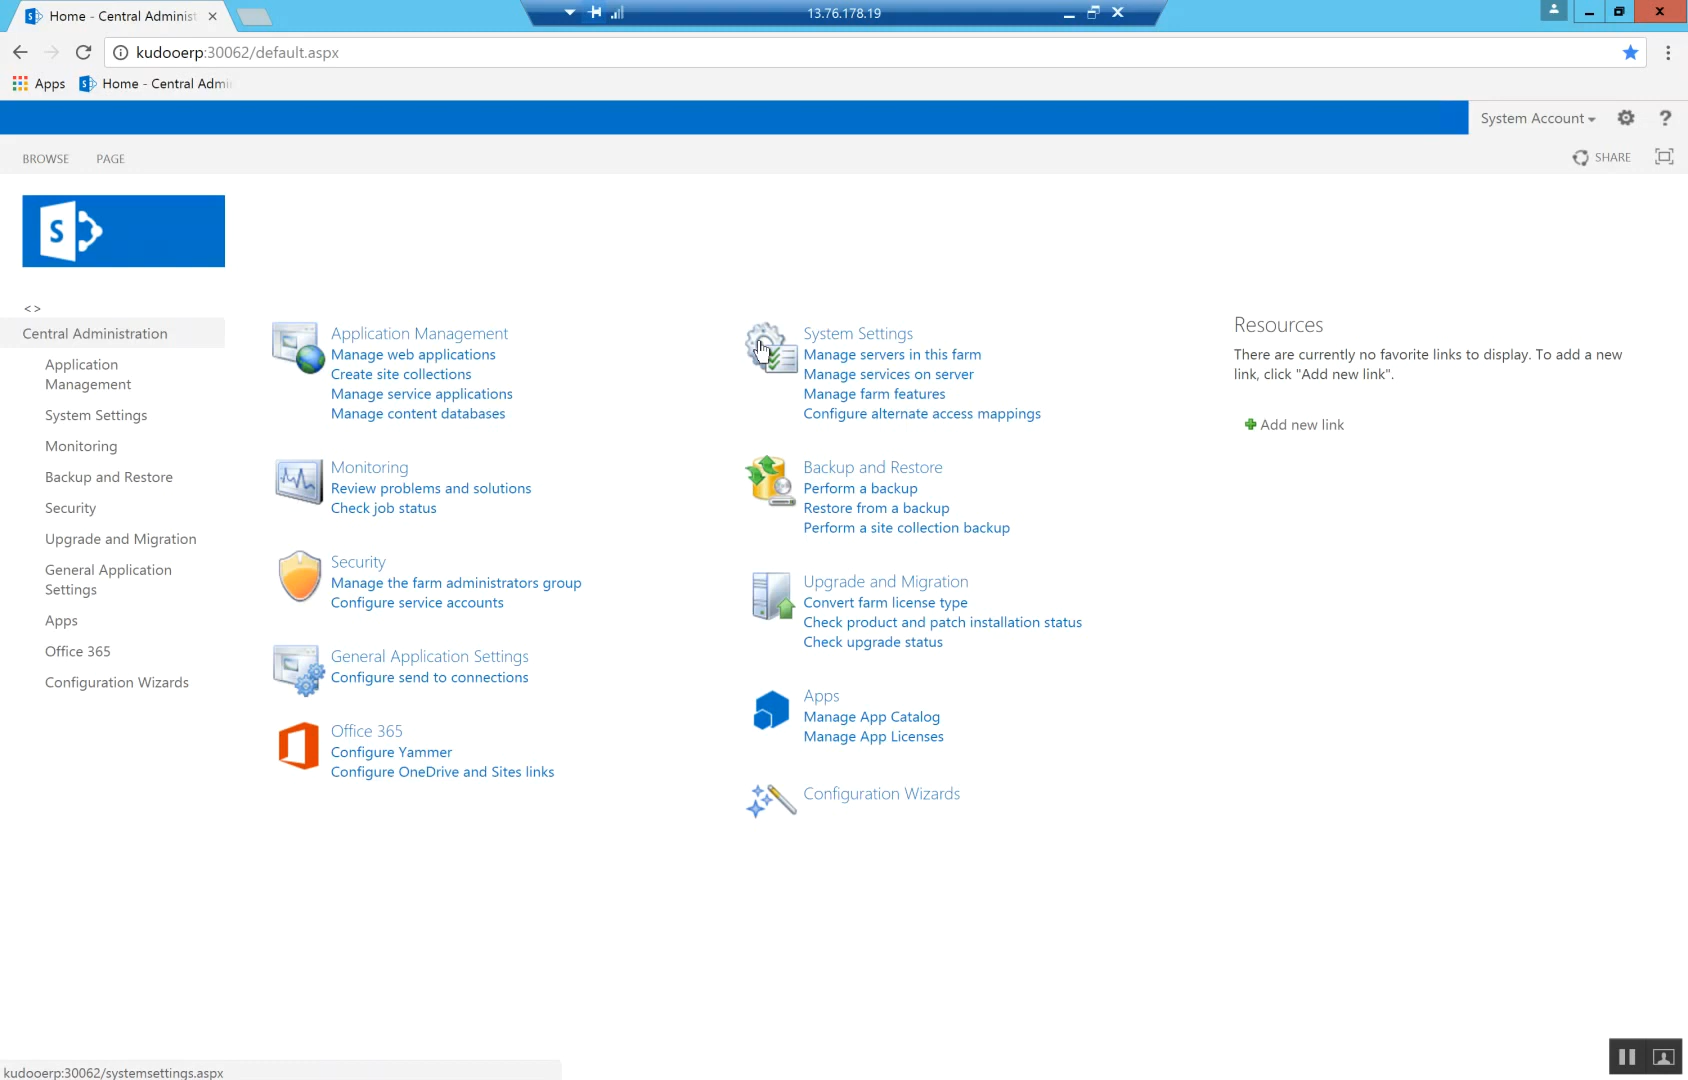 Home - Central Administ
13.76.178.19
kudooerp:30062/default.aspx
Apps
Home - Central Admi
System Account
BROWSE
PAGE
SHARE
S
<>
Central Administration
Application
Management
System Settings
Monitoring
Backup and Restore
Security
Upgrade and Migration
General Application
Settings
Apps
Office 365
Configuration Wizards
Application Management
Manage web applications
Create site collections
Manage service applications
Manage content databases
Monitoring
Review problems and solutions
Check job status
Security
Manage the farm administrators group
Configure service accounts
General Application Settings
Configure send to connections
Office 365
Configure Yammer
Configure OneDrive and Sites links
System Settings
Manage servers in this farm
Manage services on server
Manage farm features
Configure alternate access mappings
Backup and Restore
Perform a backup
Restore from a backup
Perform a site collection backup
Upgrade and Migration
Convert farm license type
Check product and patch installation status
Check upgrade status
Apps
Manage App Catalog
Manage App Licenses
Configuration Wizards
Resources
There are currently no favorite links to display. To add a new
link, click "Add new link".
Add new link
kudooerp:30062/systemsettings.aspx